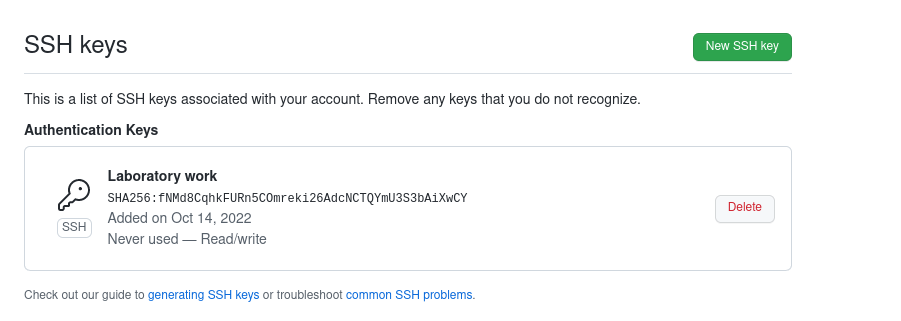 SSH keys
New SSH key
This is a list of SSH keys associated with your account. Remove any keys that you do not recognize.
Authentication Keys
Laboratory work
SHA256:fNMd8CqhkFURn5COmreki26AdcNCTQYmU3S3bAiXwCY
Added on Oct 14, 2022
Never used — Read/write
SSH
Delete
Check out our guide to generating SSH keys or troubleshoot common SSH problems.